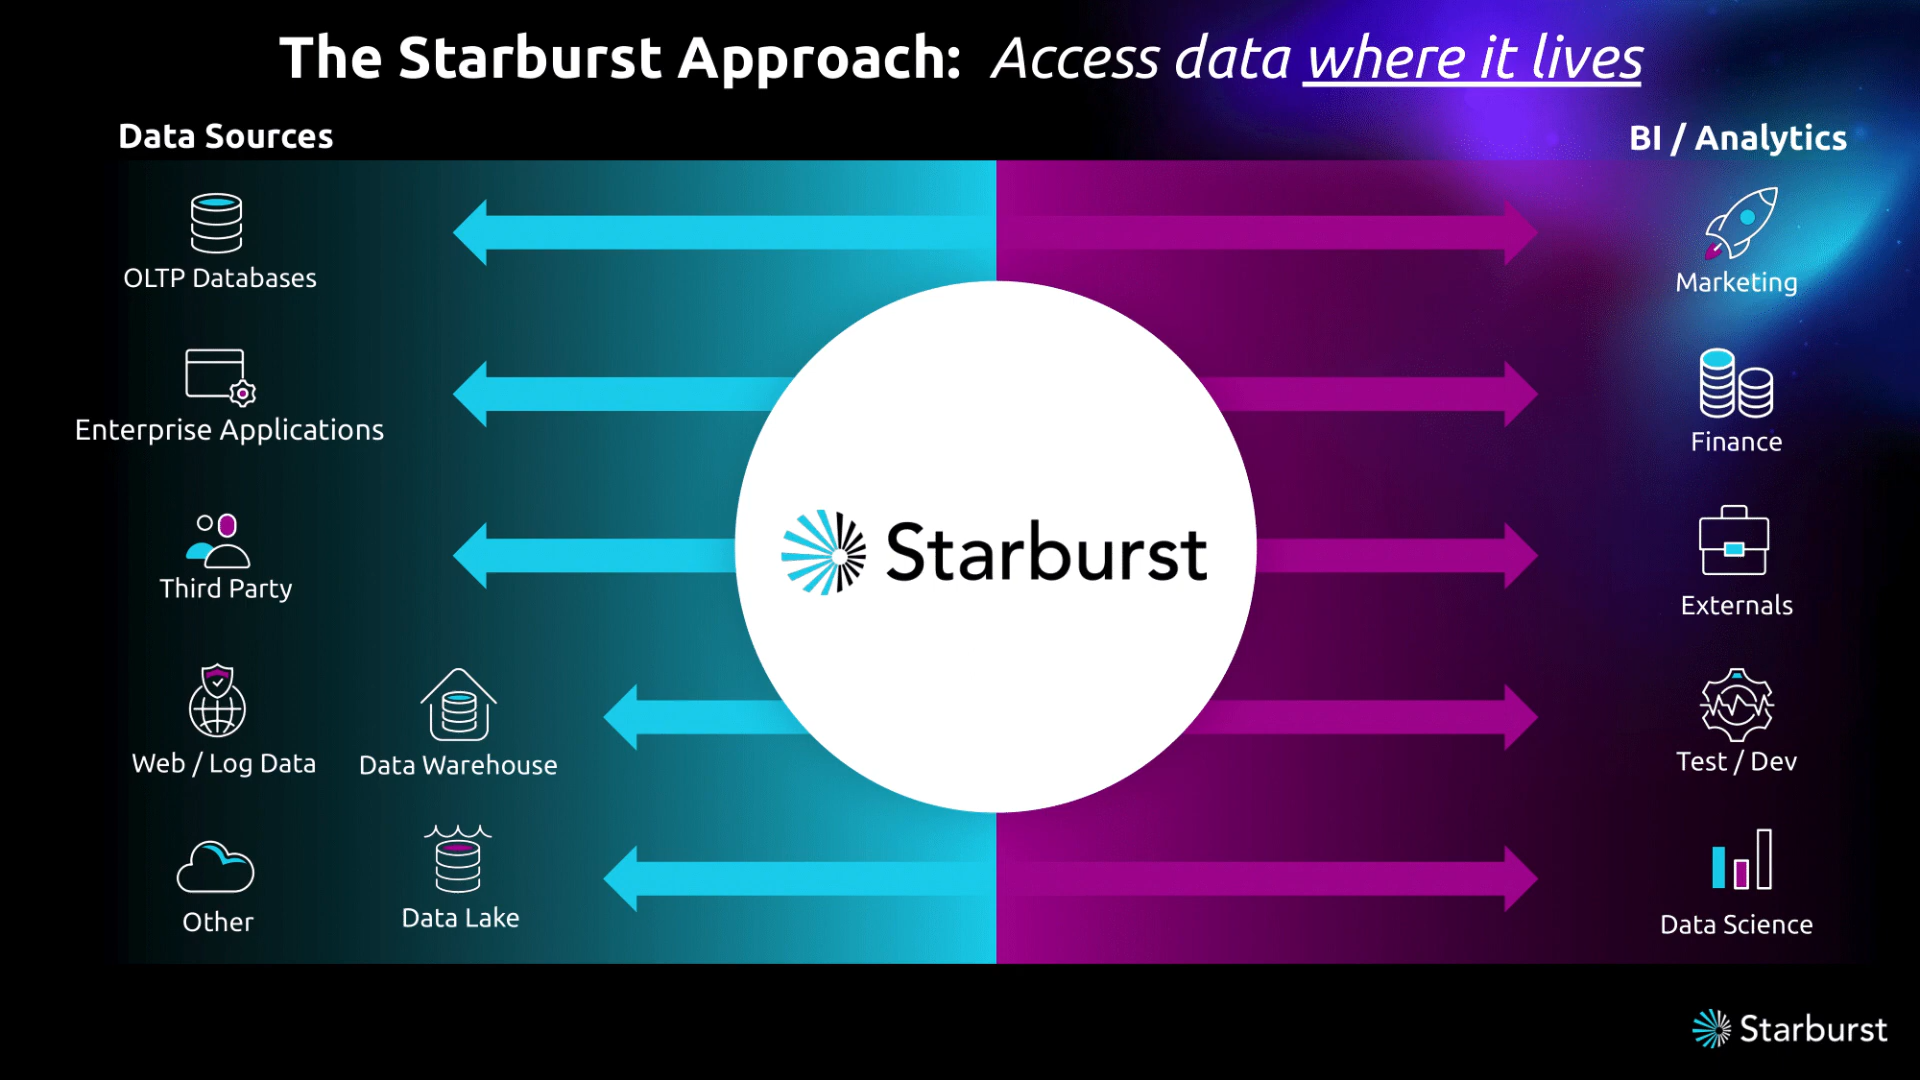 The Starburst Approach: Access data where it lives
Data Sources
BI / Analytics
OLTP Databases
Enterprise Applications
Third Party
Web / Log Data
Data Warehouse
Other
Data Lake
Starburst
Marketing
Finance
Externals
Test / Dev
Data Science
Starburst